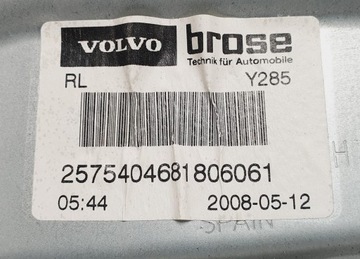 VOLVO brose
Technik für Automobile
RL Y285
2575404681806061
05:44 2008-05-12
SPAIN
H